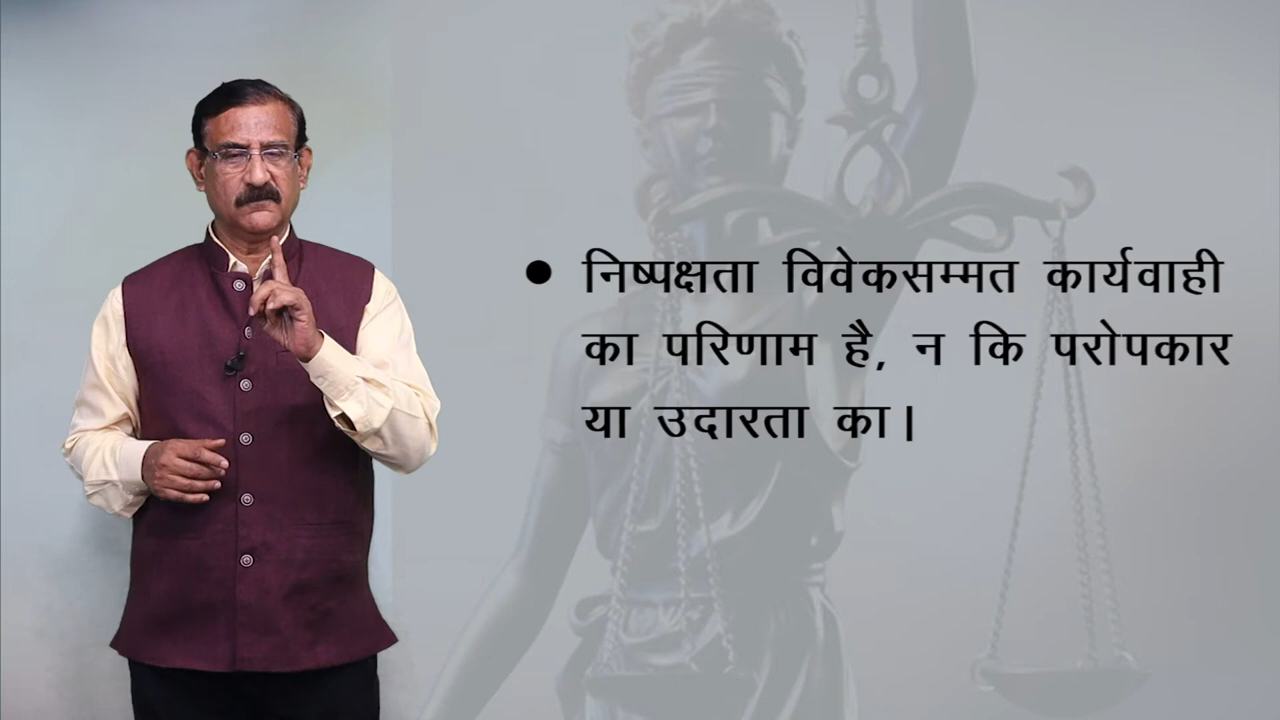 • निष्पक्षता विवेकसम्मत कार्यवाही
का परिणाम है, न कि परोपकार
या उदारता का।